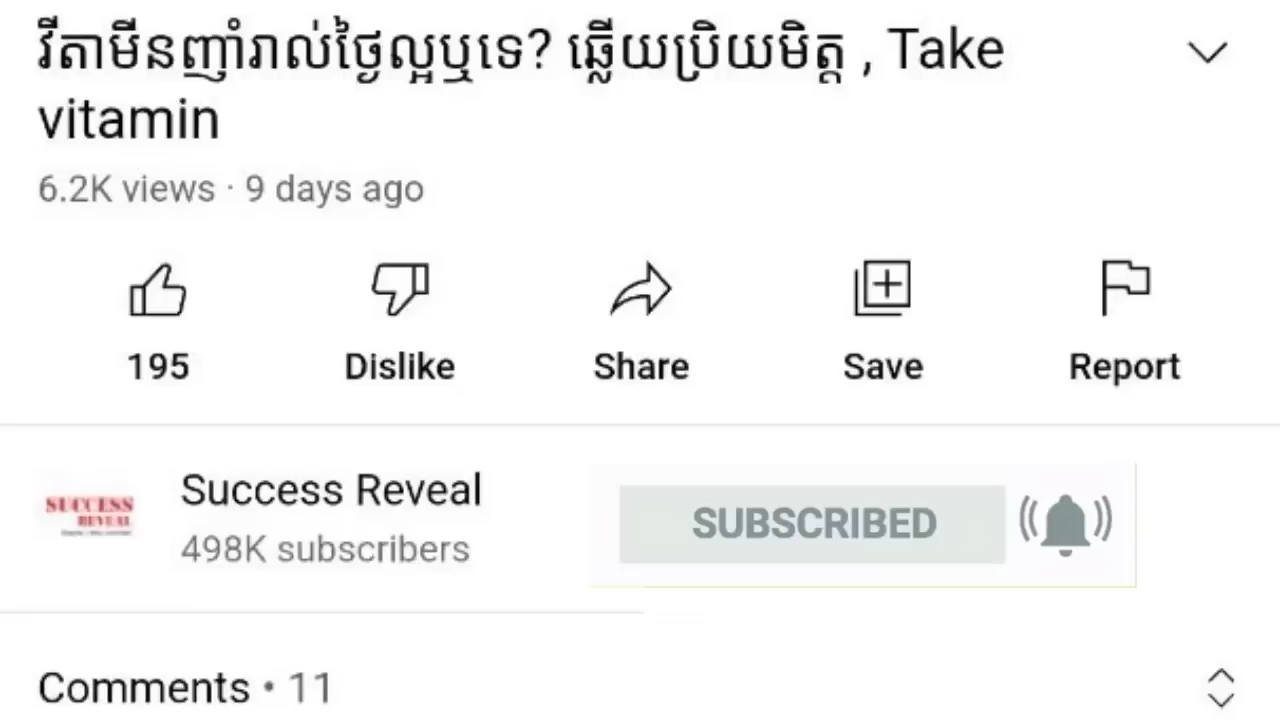 វីតាមីនញ៉ាំរាល់ថ្ងៃល្អឬទេ? ឆ្លើយប្រិយមិត្ត , Take
vitamin
6.2K views · 9 days ago
195 Dislike Share Save Report
SUCCESS
REVEAL
Success Reveal
498K subscribers
SUBSCRIBED
Comments • 11